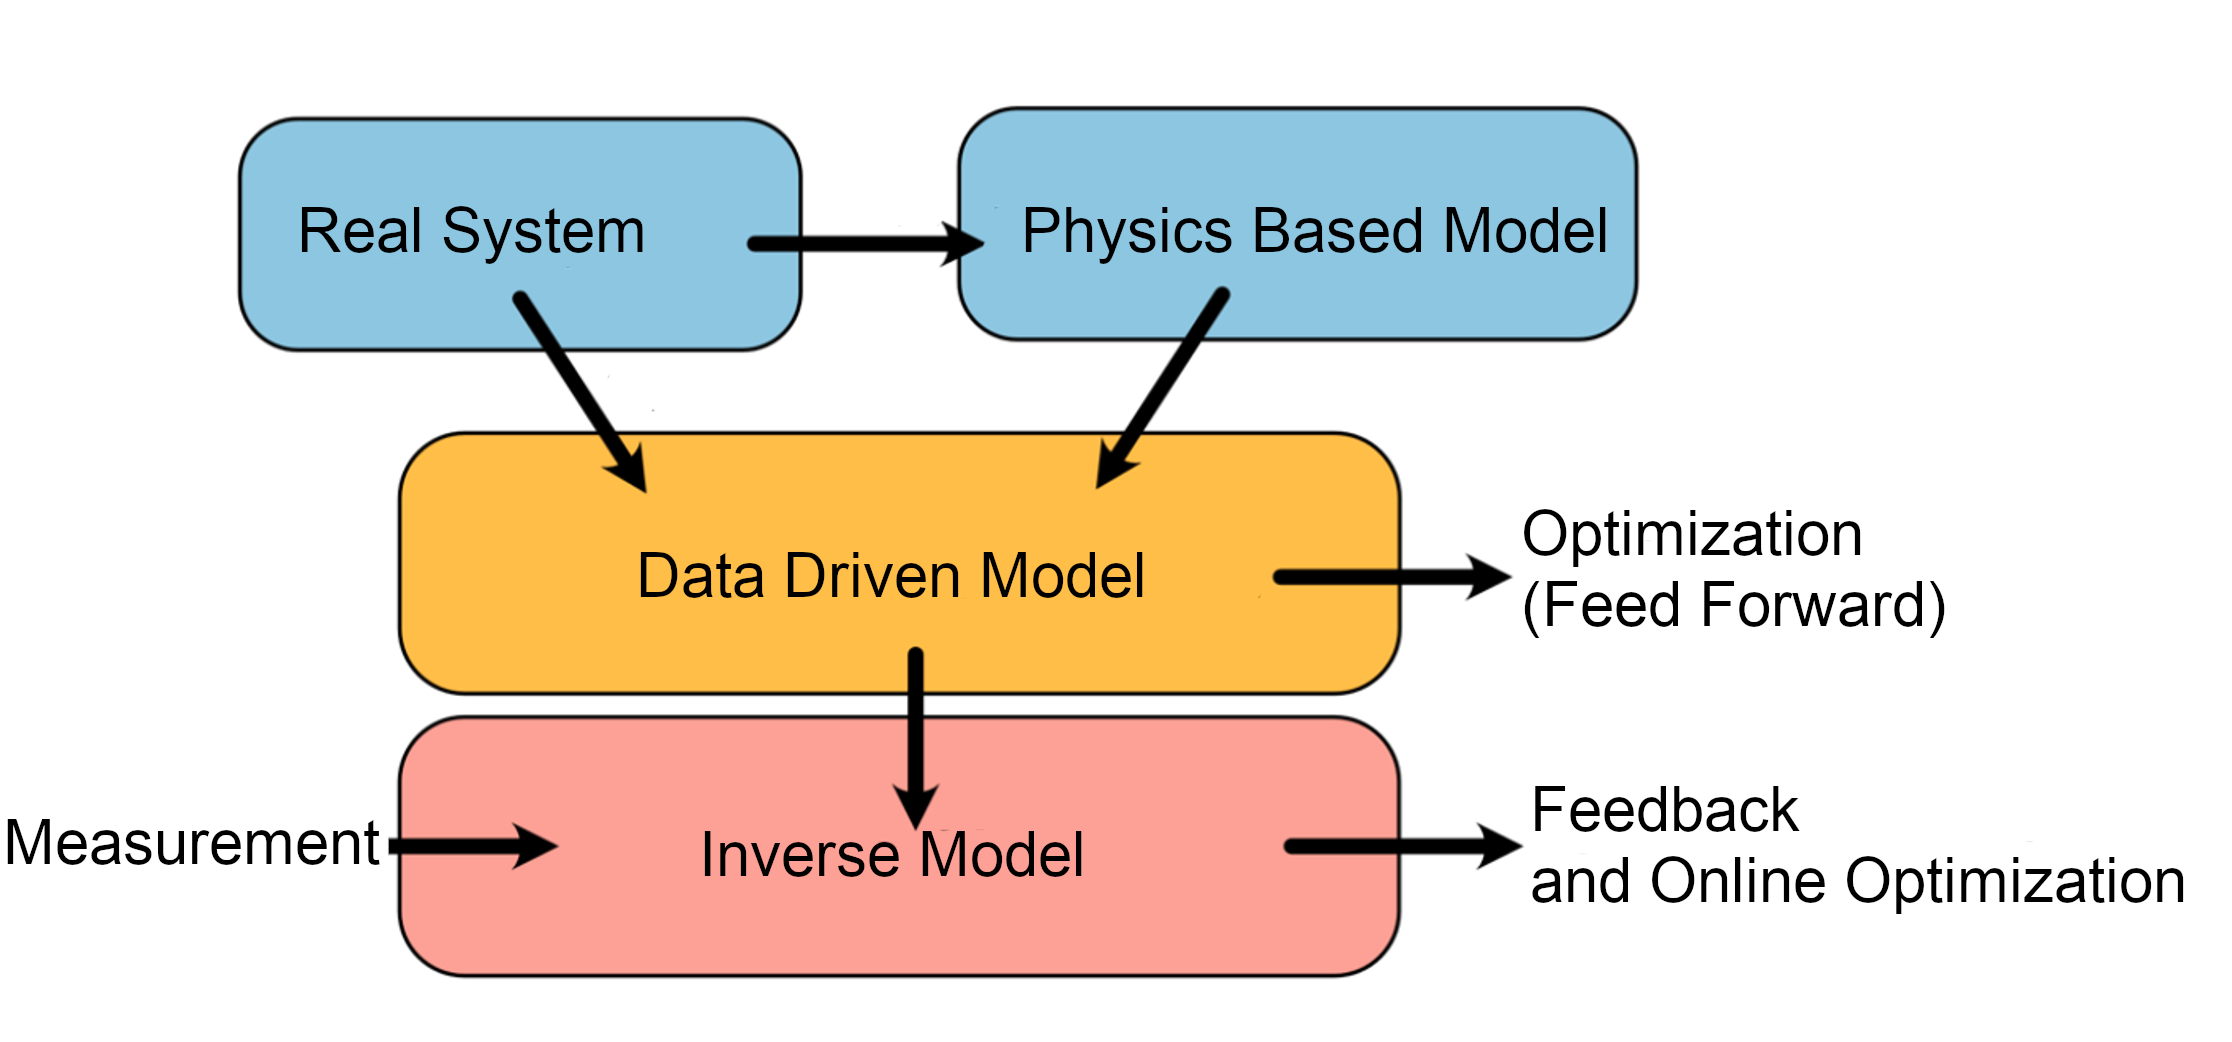 Real System
Physics Based Model
Data Driven Model
Optimization
(Feed Forward)
Measurement
Inverse Model
Feedback
and Online Optimization